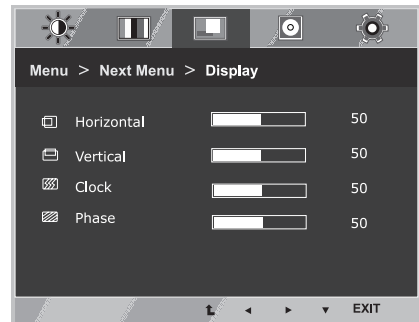 Menu > Next Menu > Display
Horizontal 50
Vertical 50
Clock 50
Phase 50
EXIT